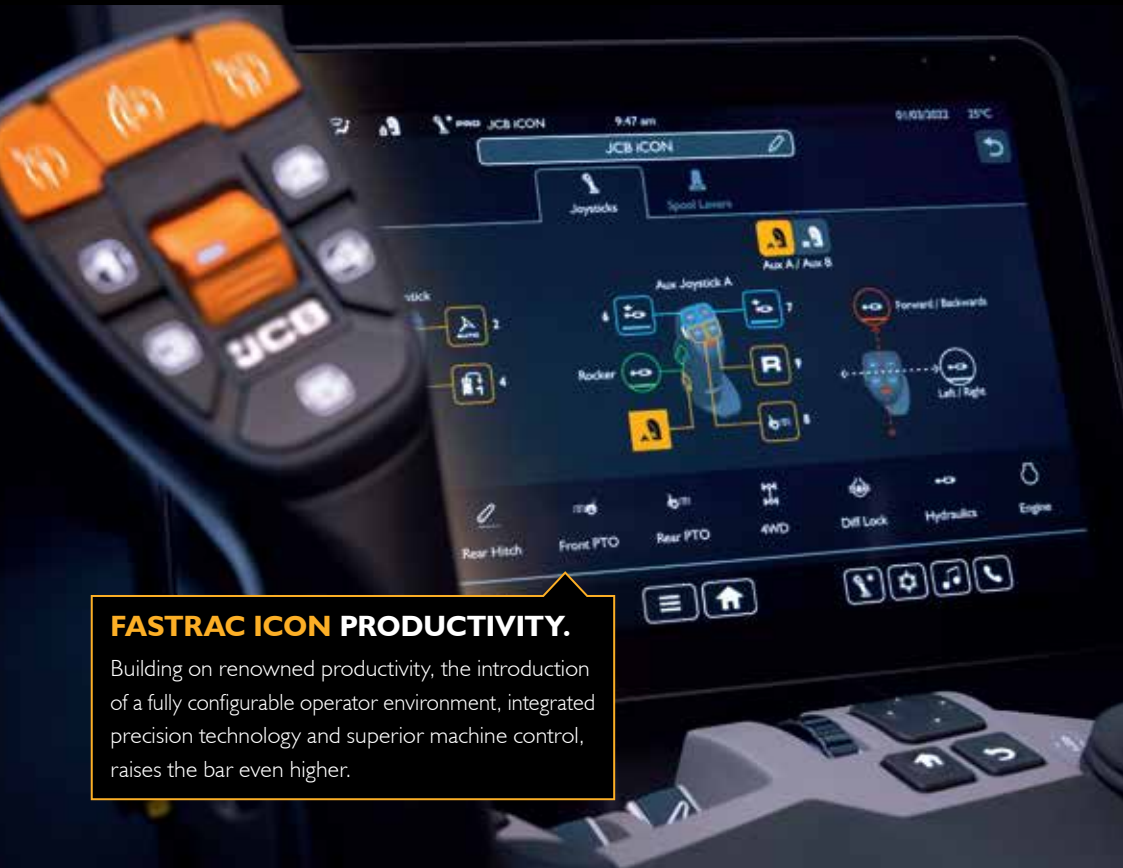 PRO JCB iCON
9:47 am
01/03/2022 25°C
JCB iCON
Joysticks
Spool Levers
Aux A / Aux B
Aux Joystick A
6
7
2
AUTO
Forward / Backwards
Rocker
R
9
4
Left / Right
8
JCB
Rear Hitch
Front PTO
Rear PTO
4WD
Diff Lock
Hydraulics
Engine
FASTRAC ICON PRODUCTIVITY.
Building on renowned productivity, the introduction
of a fully configurable operator environment, integrated
precision technology and superior machine control,
raises the bar even higher.